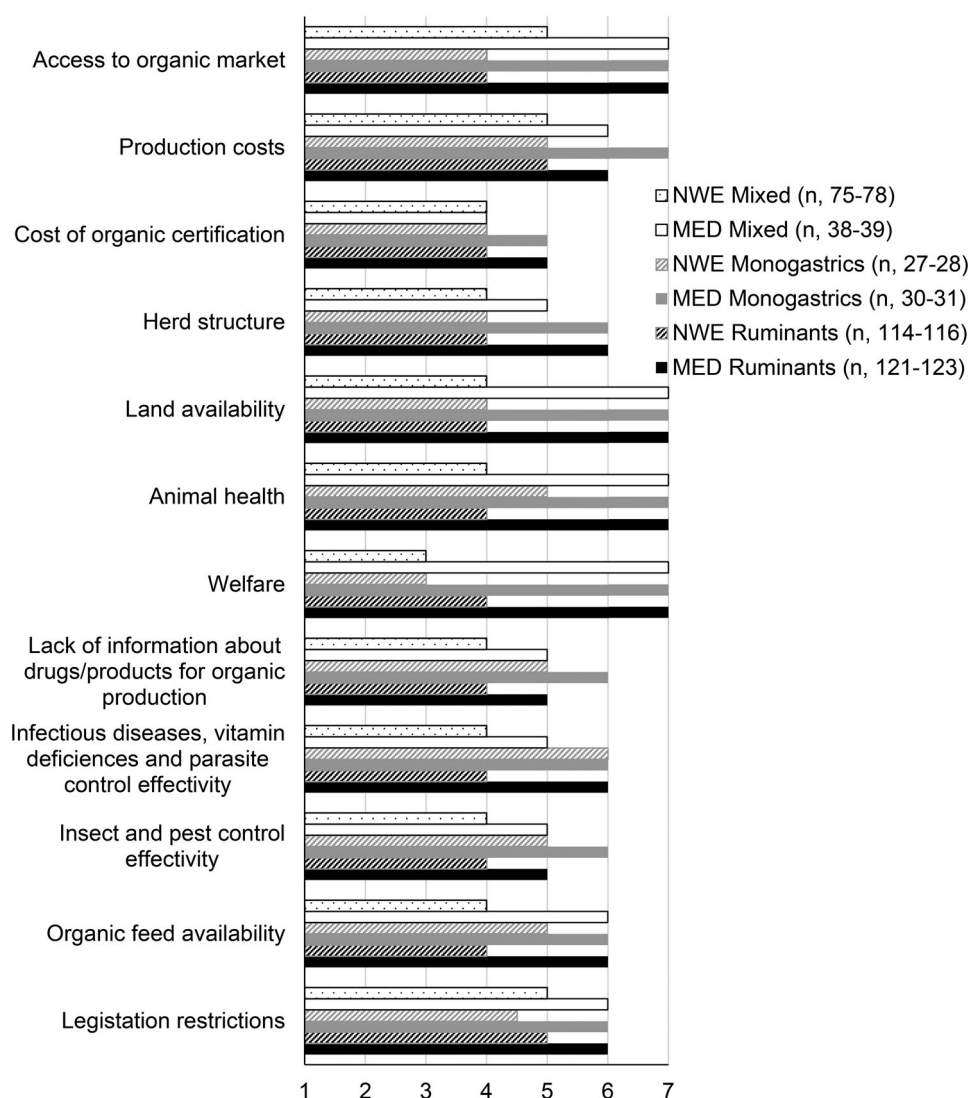 Access to organic market
Production costs
Cost of organic certification
Herd structure
Land availability
Animal health
Welfare
Lack of information about
drugs/products for organic
production
Infectious diseases, vitamin
deficiences and parasite
control effectivity
Insect and pest control
effectivity
Organic feed availability
Legistation restrictions
NWE Mixed (n, 75-78)
MED Mixed (n, 38-39)
NWE Monogastrics (n, 27-28)
MED Monogastrics (n, 30-31)
NWE Ruminants (n, 114-116)
MED Ruminants (n, 121-123)
1 2 3 4 5 6 7